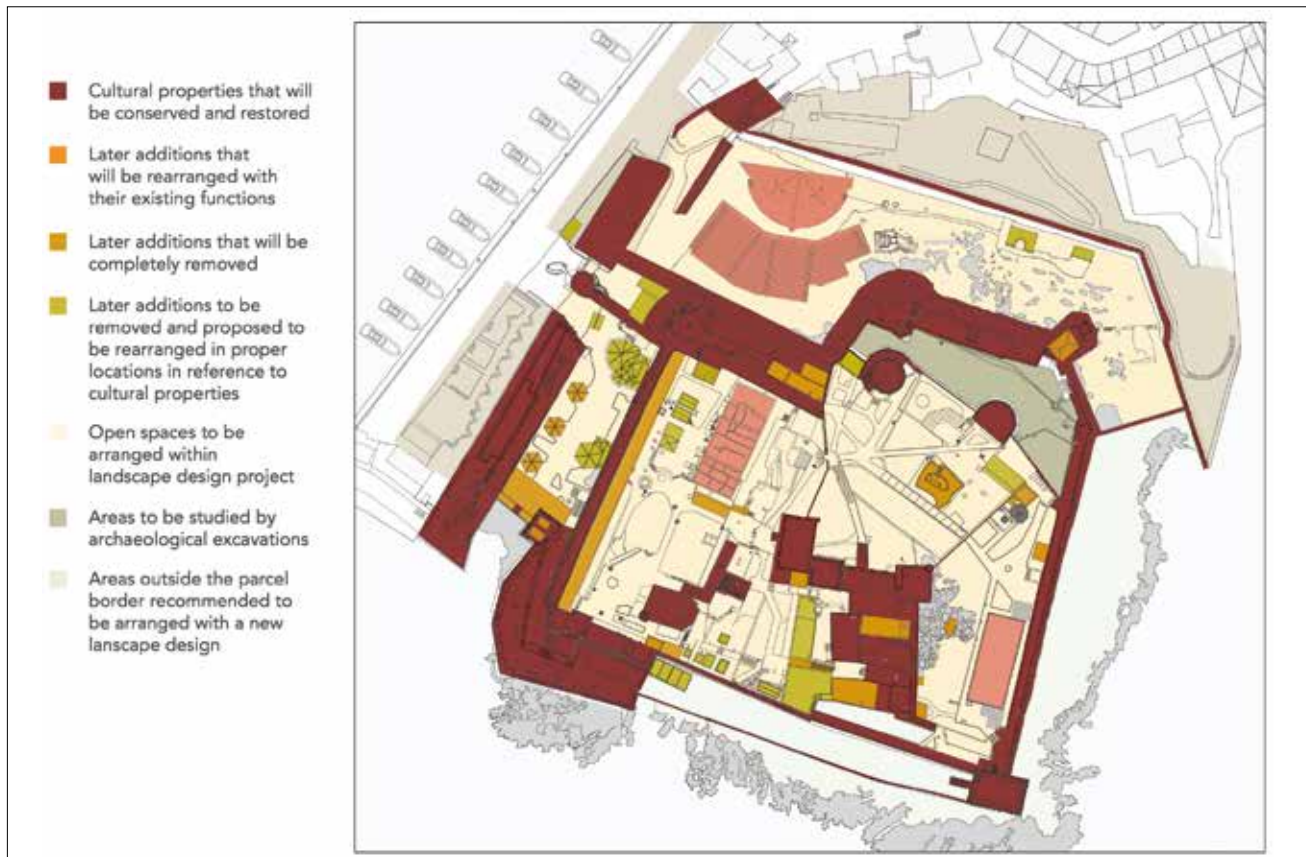 Cultural properties that will
be conserved and restored
Later additions that
will be rearranged with
their existing functions
Later additions that will be
completely removed
Later additions to be
removed and proposed to
be rearranged in proper
locations in reference to
cultural properties
Open spaces to be
arranged within
landscape design project
Areas to be studied by
archaeological excavations
Areas outside the parcel
border recommended to
be arranged with a new
lanscape design